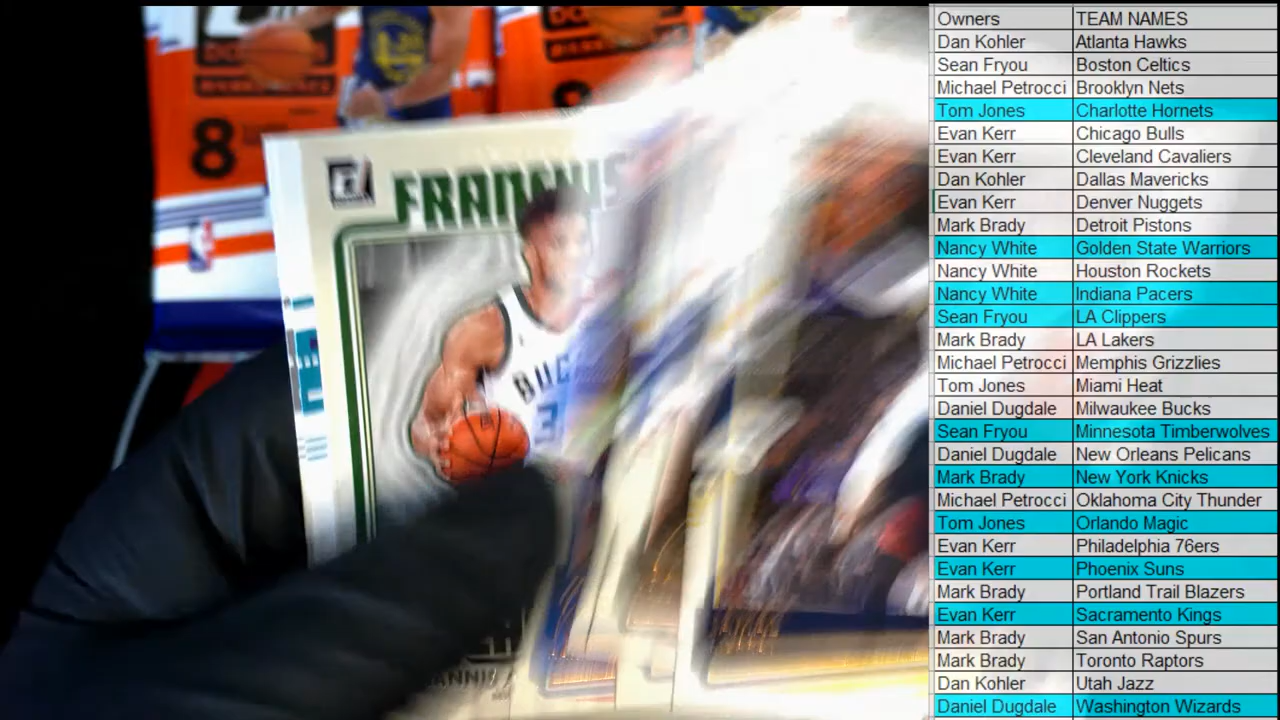 8
FRAN
BUC
3
Owners TEAM NAMES
Dan Kohler Atlanta Hawks
Sean Fryou Boston Celtics
Michael Petrocci Brooklyn Nets
Tom Jones Charlotte Hornets
Evan Kerr Chicago Bulls
Evan Kerr Cleveland Cavaliers
Dan Kohler Dallas Mavericks
Evan Kerr Denver Nuggets
Mark Brady Detroit Pistons
Nancy White Golden State Warriors
Nancy White Houston Rockets
Nancy White Indiana Pacers
Sean Fryou LA Clippers
Mark Brady LA Lakers
Michael Petrocci Memphis Grizzlies
Tom Jones Miami Heat
Daniel Dugdale Milwaukee Bucks
Sean Fryou Minnesota Timberwolves
Daniel Dugdale New Orleans Pelicans
Mark Brady New York Knicks
Michael Petrocci Oklahoma City Thunder
Tom Jones Orlando Magic
Evan Kerr Philadelphia 76ers
Evan Kerr Phoenix Suns
Mark Brady Portland Trail Blazers
Evan Kerr Sacramento Kings
Mark Brady San Antonio Spurs
Mark Brady Toronto Raptors
Dan Kohler Utah Jazz
Daniel Dugdale Washington Wizards